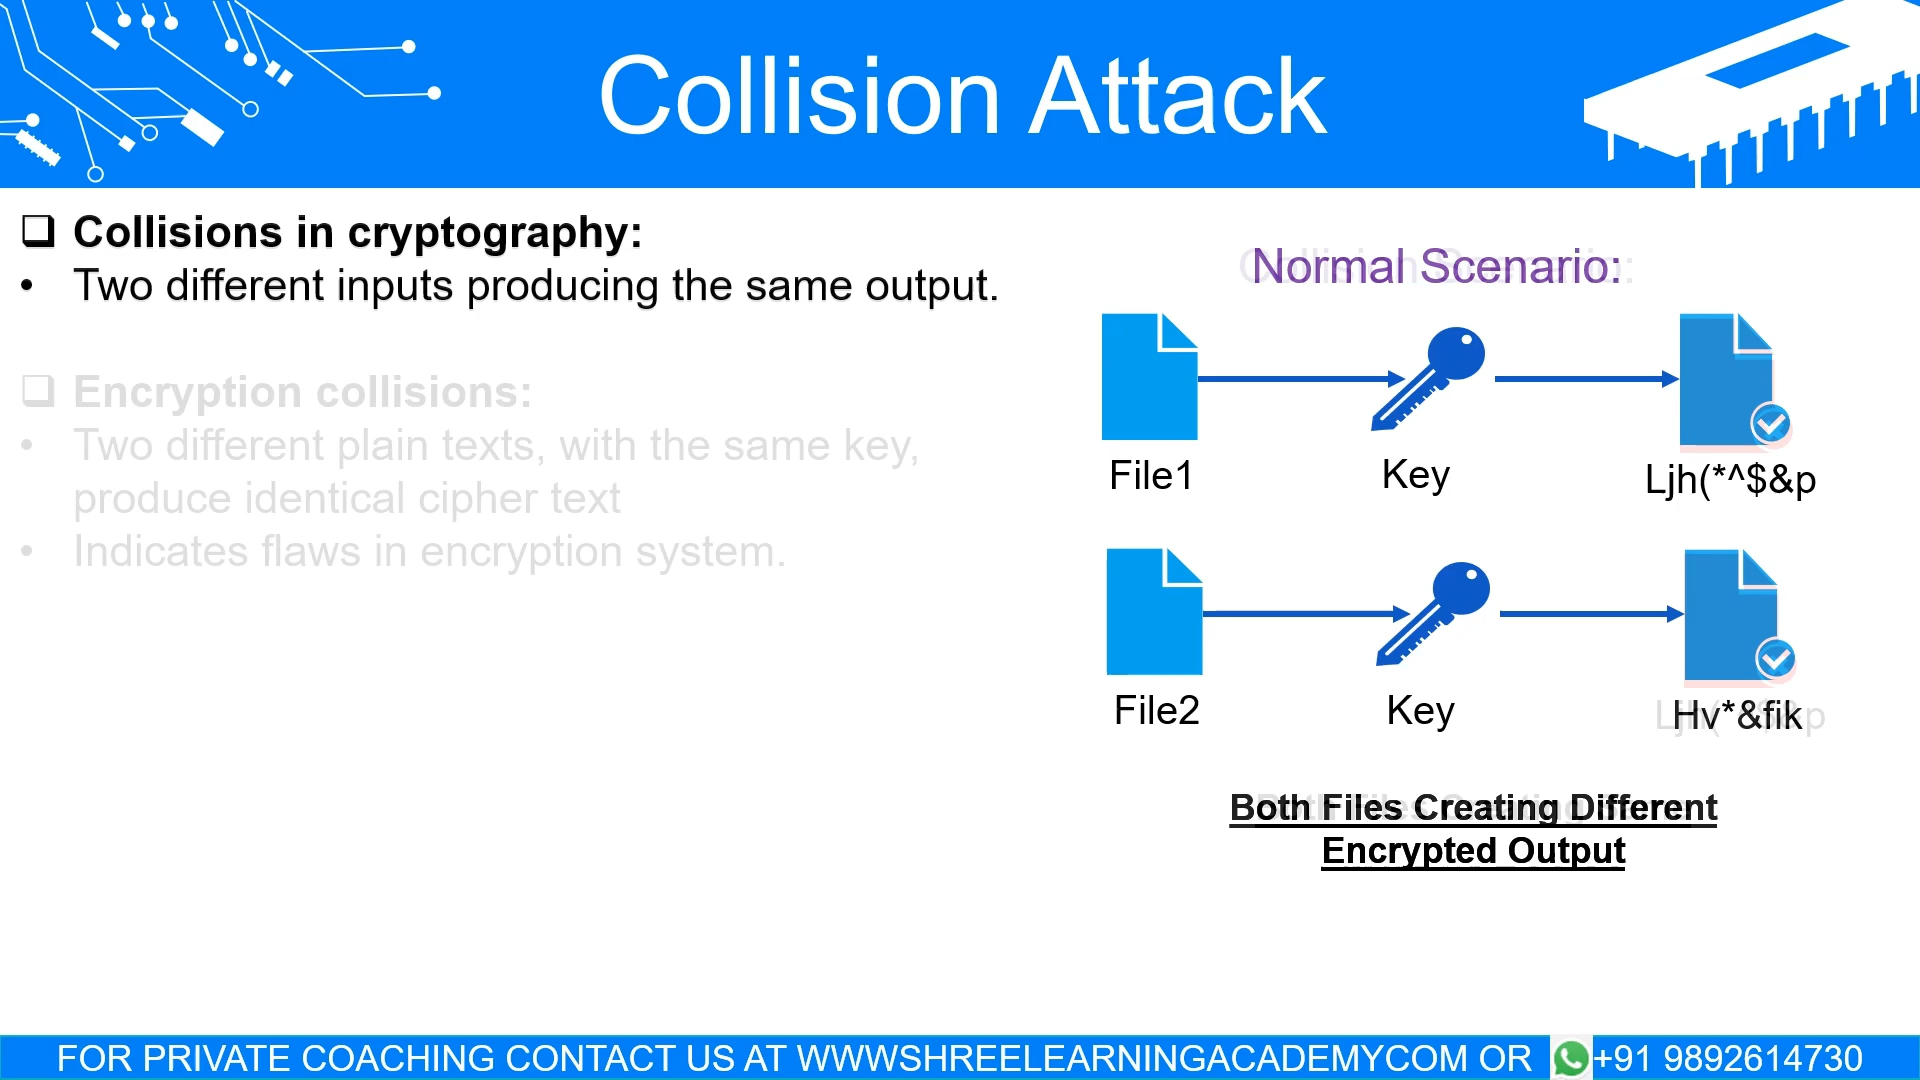 Collision Attack
Collisions in cryptography:
• Two different inputs producing the same output.
Encryption collisions:
• Two different plain texts, with the same key,
produce identical cipher text
• Indicates flaws in encryption system.
Normal Scenario:
File1
Key
Ljh(*^$&p
File2
Key
Hv*&fik
Both Files Creating Different
Encrypted Output
FOR PRIVATE COACHING CONTACT US AT WWWSHREELEARNINGACADEMYCOM OR +91 9892614730